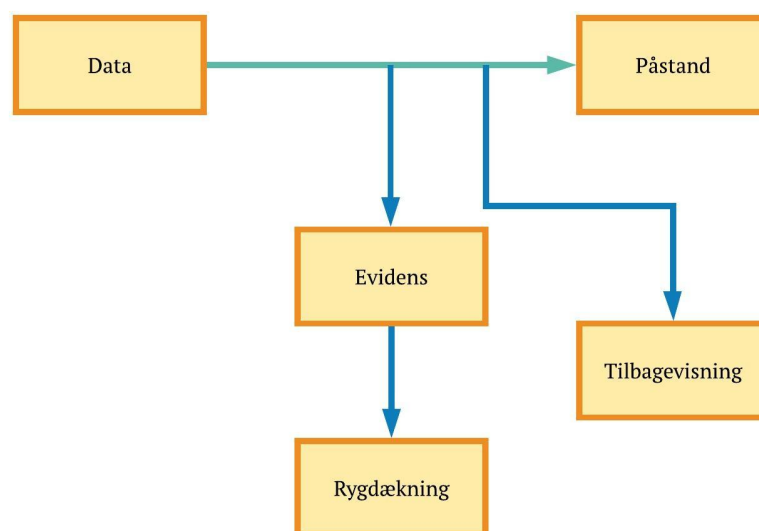 Data
Påstand
Evidens
Tilbagevisning
Rygdækning